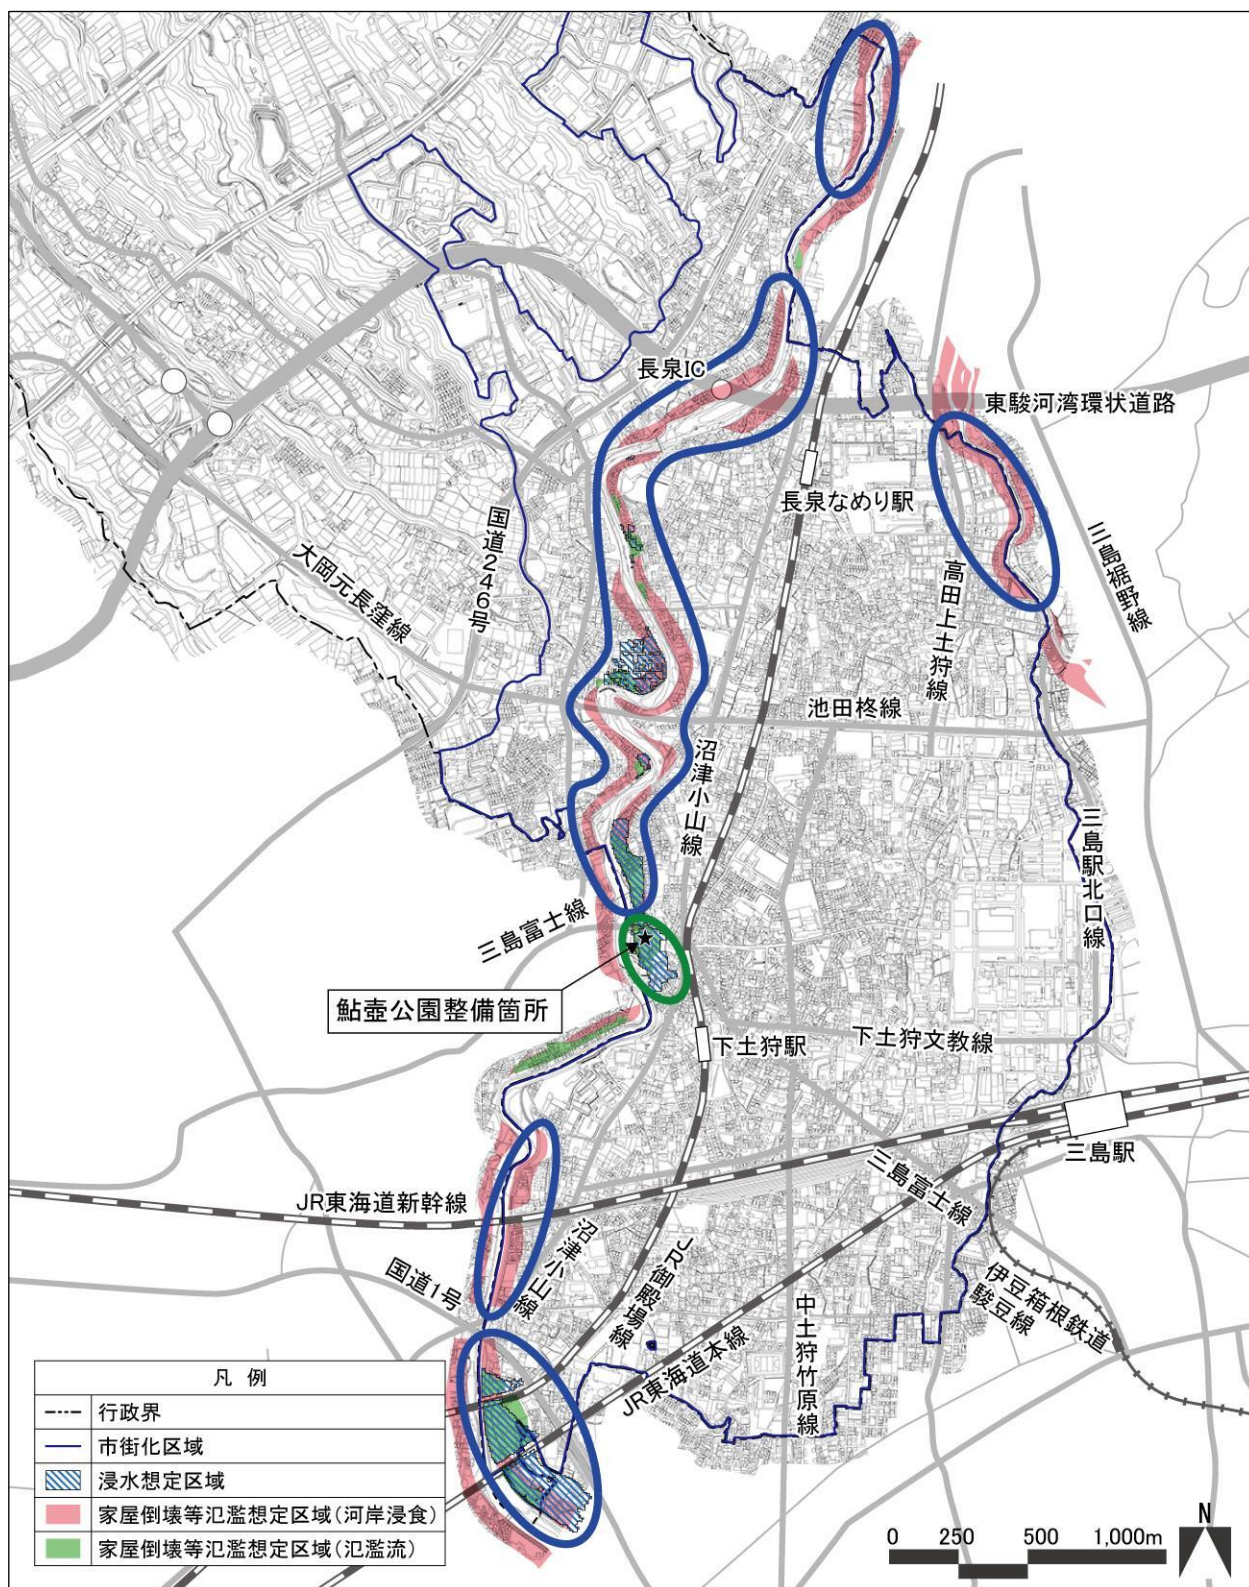 長泉IC
東駿河湾環状道路
長泉なめり駅
国道246号
大岡元長窪線
高田上土狩線
三島裾野線
池田柊線
沼津小山線
三島駅北口線
三島富士線
鮎壺公園整備箇所
下土狩駅
下土狩文教線
三島駅
三島富士線
JR東海道新幹線
沼津小山線
国道1号
JR御殿場線
伊豆箱根鉄道
駿豆線
JR東海道本線
中土狩竹原線
凡 例
行政界
市街化区域
浸水想定区域
家屋倒壊等氾濫想定区域(河岸浸食)
家屋倒壊等氾濫想定区域(氾濫流)
0 250 500 1,000m
N